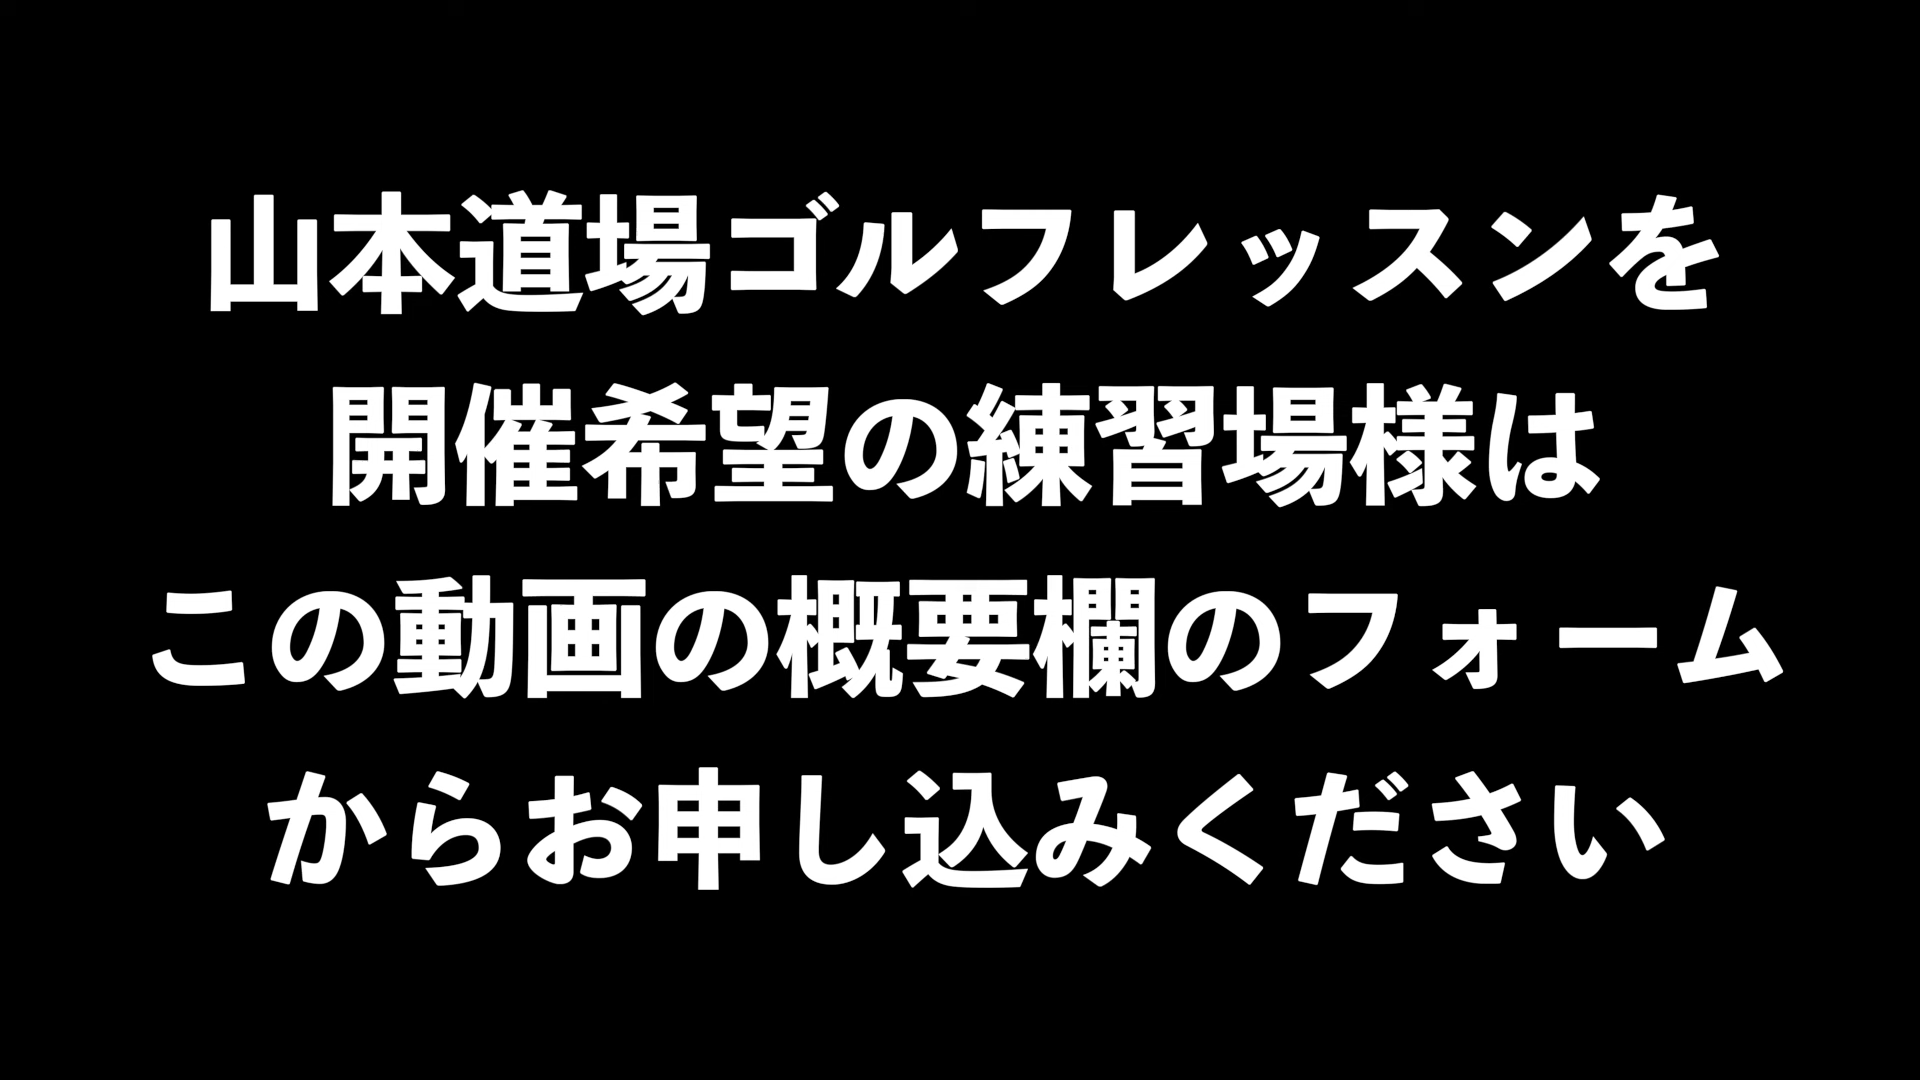 山本道場ゴルフレッスンを
開催希望の練習場様は
この動画の概要欄のフォーム
からお申し込みください